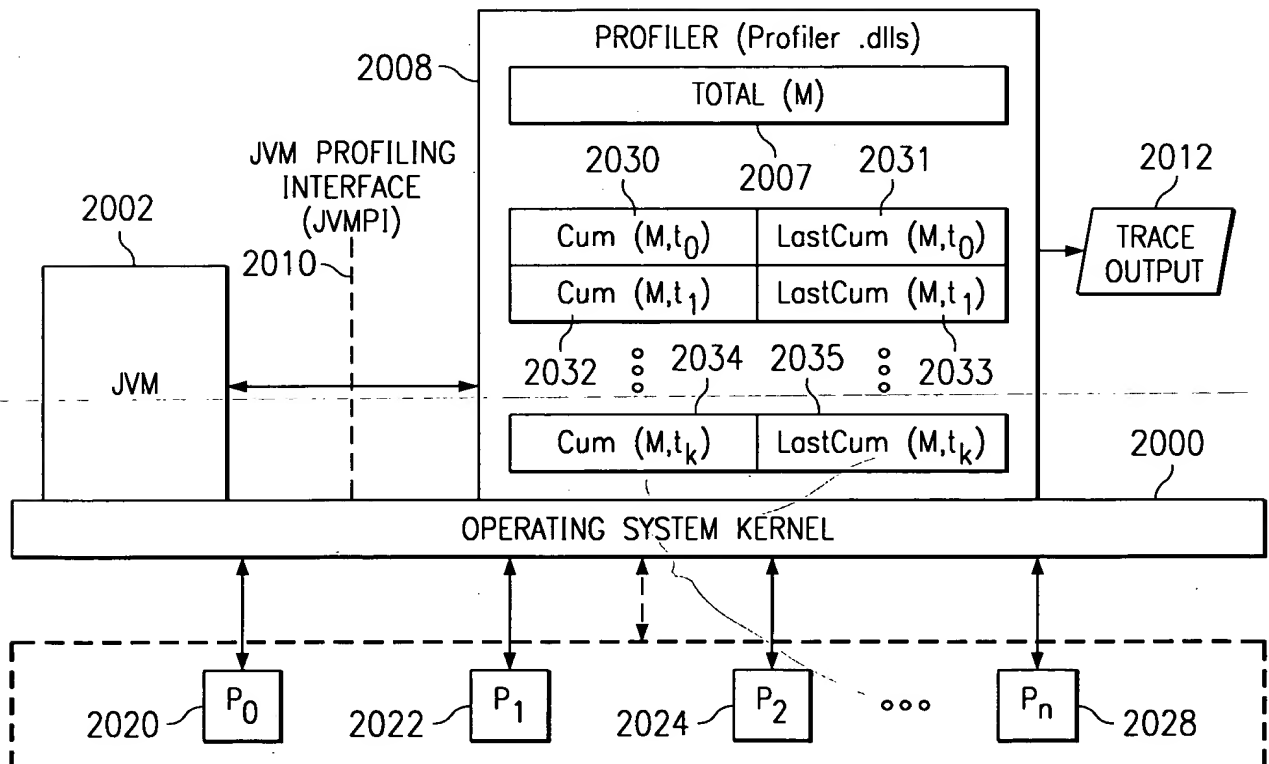 PROFILER (Profiler .dlls)
2008
TOTAL (M)
JVM PROFILING
INTERFACE
(JVMPI)
2030
2007
2031
2012
2002
2010
Cum (M,t0)
LastCum (M,t0)
TRACE
OUTPUT
Cum (M,t1)
LastCum (M,t1)
2032
2034
2035
2033
JVM
Cum (M,tk)
LastCum (M,tk)
2000
OPERATING SYSTEM KERNEL
P0
P1
P2
Pn
2020
2022
2024
2028